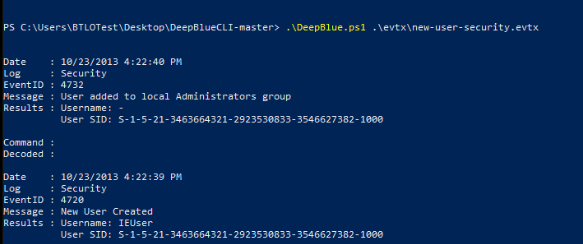 PS C:\Users\BTLOTest\Desktop\DeepBlueCLI-master> .\DeepBlue.ps1 .\evtx\new-user-security.evtx
Date    : 10/23/2013 4:22:40 PM
Log     : Security
EventID : 4732
Message : User added to local Administrators group
Results : Username: -
          User SID: S-1-5-21-3463664321-2923530833-3546627382-1000
Command :
Decoded :
Date    : 10/23/2013 4:22:39 PM
Log     : Security
EventID : 4720
Message : New User Created
Results : Username: IEUser
          User SID: S-1-5-21-3463664321-2923530833-3546627382-1000